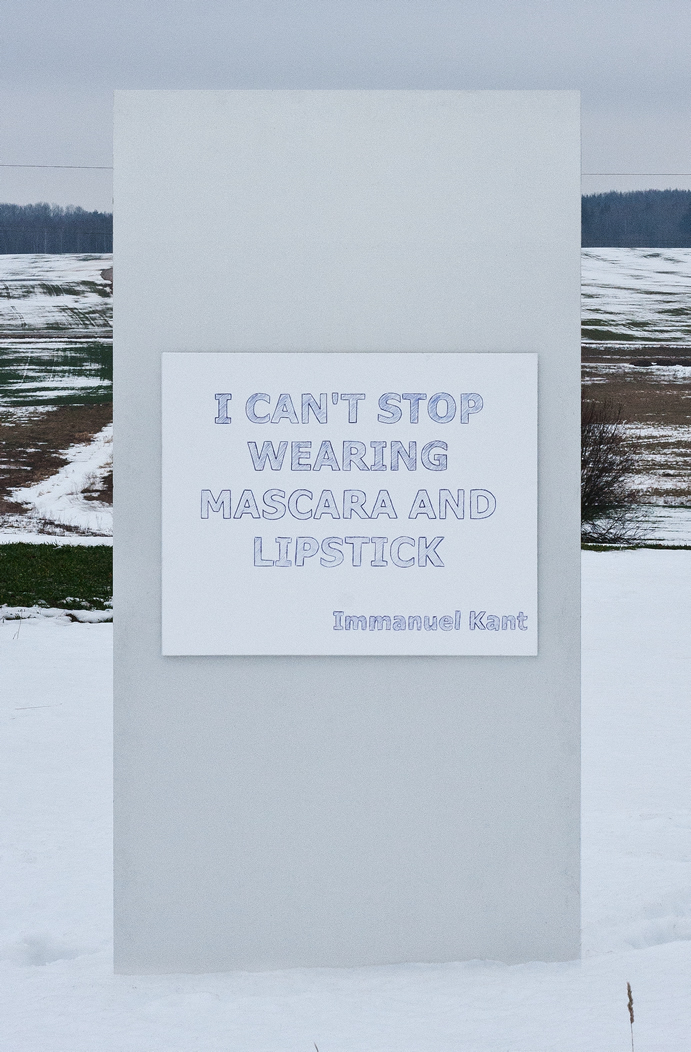 I CAN'T STOP
WEARING
MASCARA AND
LIPSTICK
Immanuel Kant